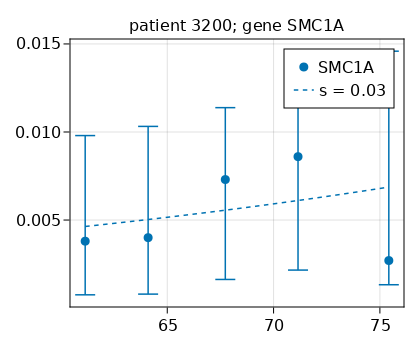 patient 3200; gene SMC1A
0.015
SMC1A
s = 0.03
0.010
0.005
65 70 75